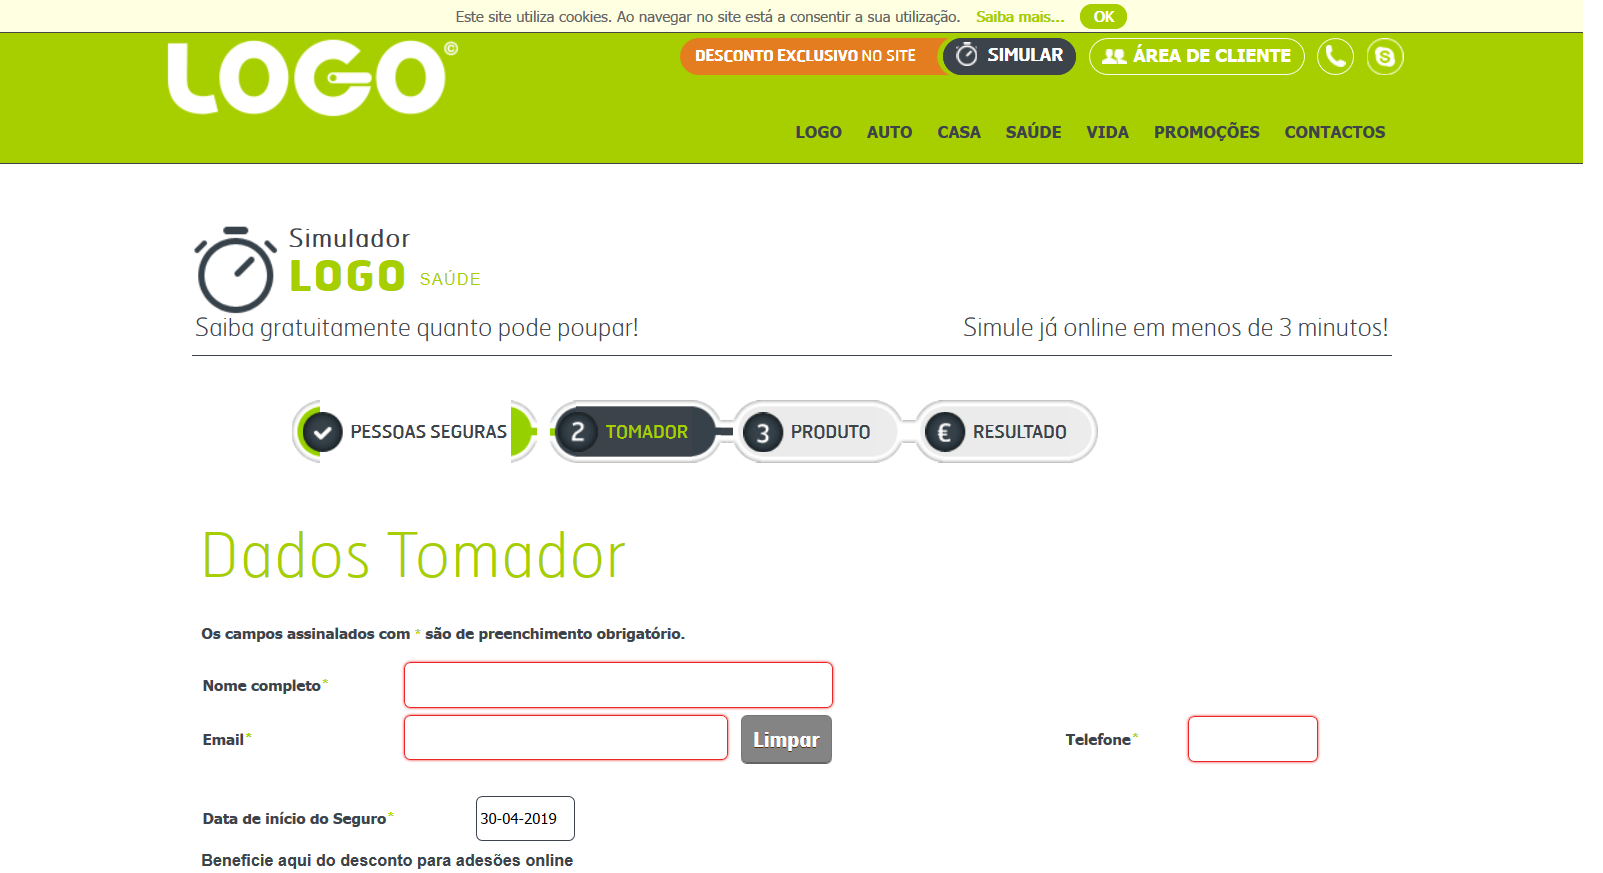 Este site utiliza cookies. Ao navegar no site está a consentir a sua utilização. Saiba mais... OK
LOGO©
DESCONTO EXCLUSIVO NO SITE SIMULAR ÁREA DE CLIENTE
LOGO AUTO CASA SAÚDE VIDA PROMOÇÕES CONTACTOS
Simulador
LOGO SAÚDE
Saiba gratuitamente quanto pode poupar! Simule já online em menos de 3 minutos!
PESSOAS SEGURAS 2 TOMADOR 3 PRODUTO € RESULTADO
Dados Tomador
Os campos assinalados com * são de preenchimento obrigatório.
Nome completo*
Email* Limpar Telefone*
Data de início do Seguro* 30-04-2019
Beneficie aqui do desconto para adesões online